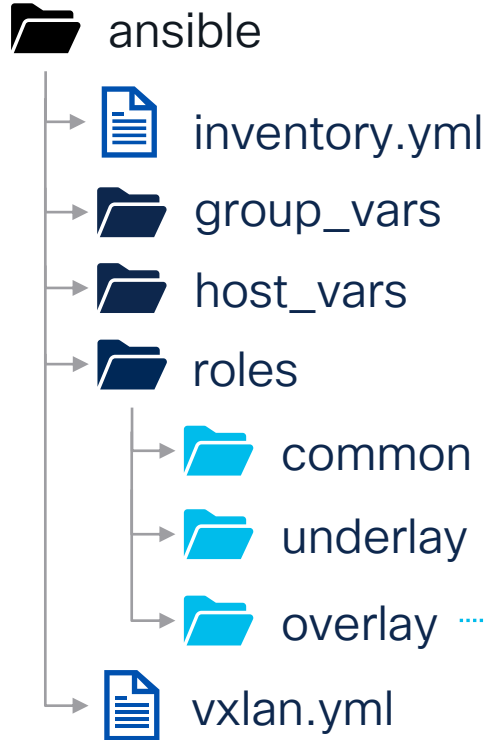 ansible
inventory.yml
group_vars
host_vars
roles
common
underlay
overlay
vxlan.yml